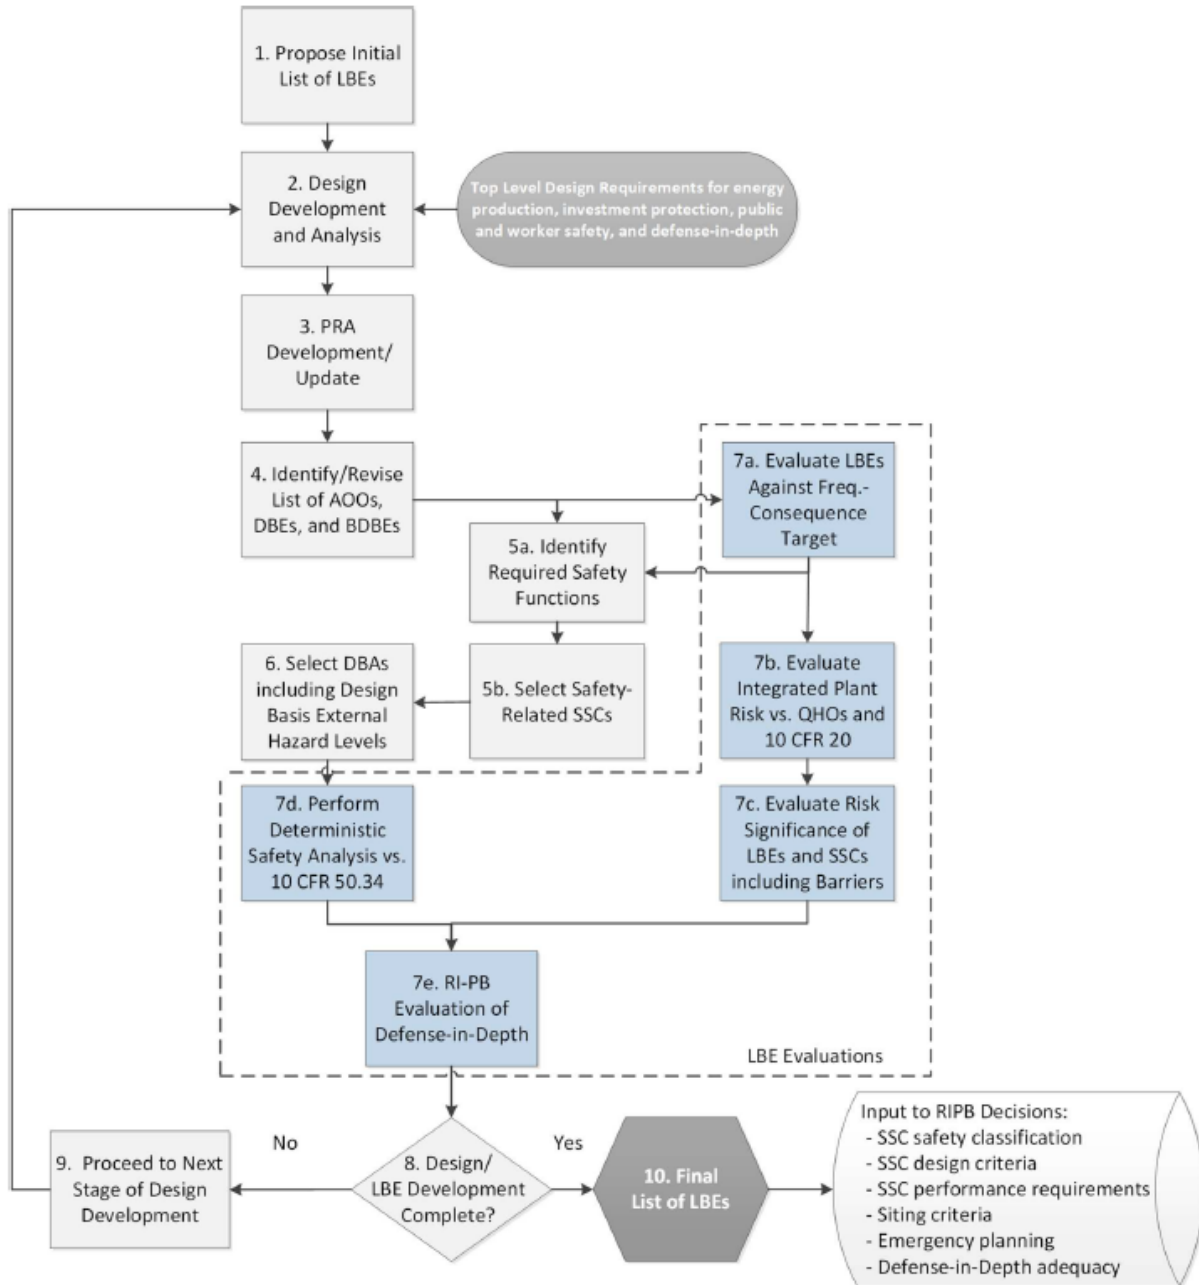 1. Propose Initial
List of LBEs
2. Design
Development
and Analysis
Top Level Design Requirements for energy
production, investment protection, public
and worker safety, and defense-in-depth
3. PRA
Development/
Update
4. Identify/Revise
List of AOOs,
DBEs, and BDBEs
7a. Evaluate LBEs
Against Freq.-
Consequence
Target
5a. Identify
Required Safety
Functions
6. Select DBAs
including Design
Basis External
Hazard Levels
5b. Select Safety-
Related SSCs
7b. Evaluate
Integrated Plant
Risk vs. QHOs and
10 CFR 20
7d. Perform
Deterministic
Safety Analysis vs.
10 CFR 50.34
7c. Evaluate Risk
Significance of
LBEs and SSCs
including Barriers
7e. RI-PB
Evaluation of
Defense-in-Depth
LBE Evaluations
9. Proceed to Next
Stage of Design
Development
No
8. Design/
LBE Development
Complete?
Yes
10. Final
List of LBEs
Input to RIPB Decisions:
- SSC safety classification
- SSC design criteria
- SSC performance requirements
- Siting criteria
- Emergency planning
- Defense-in-Depth adequacy